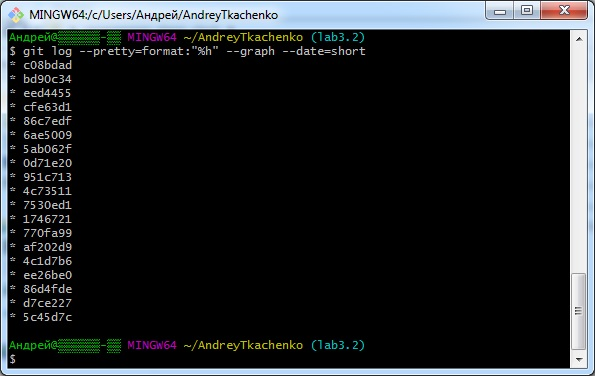 MINGW64:/c/Users/Андрей/AndreyTkachenko
Андрей@▒▒▒▒▒▒-▒▒ MINGW64 ~/AndreyTkachenko (lab3.2)
$ git log --pretty=format:"%h" --graph --date=short
* c08bdad
* bd90c34
* eed4455
* cfe63d1
* 86c7edf
* 6ae5009
* 5ab062f
* 0d71e20
* 951c713
* 4c73511
* 7530ed1
* 1746721
* 770fa99
* af202d9
* 4c1d7b6
* ee26be0
* 86d4fde
* d7ce227
* 5c45d7c
Андрей@▒▒▒▒▒▒-▒▒ MINGW64 ~/AndreyTkachenko (lab3.2)
$